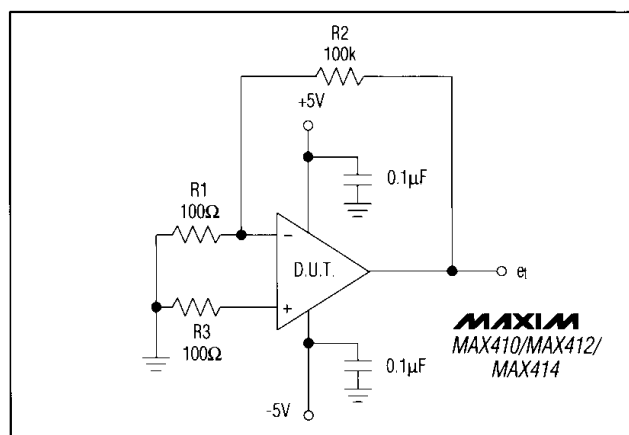 R2
100k
+5V
0.1µF
R1
100Ω
−
D.U.T.
+
R3
100Ω
et
MAXIM
MAX410/MAX412/
MAX414
0.1µF
-5V